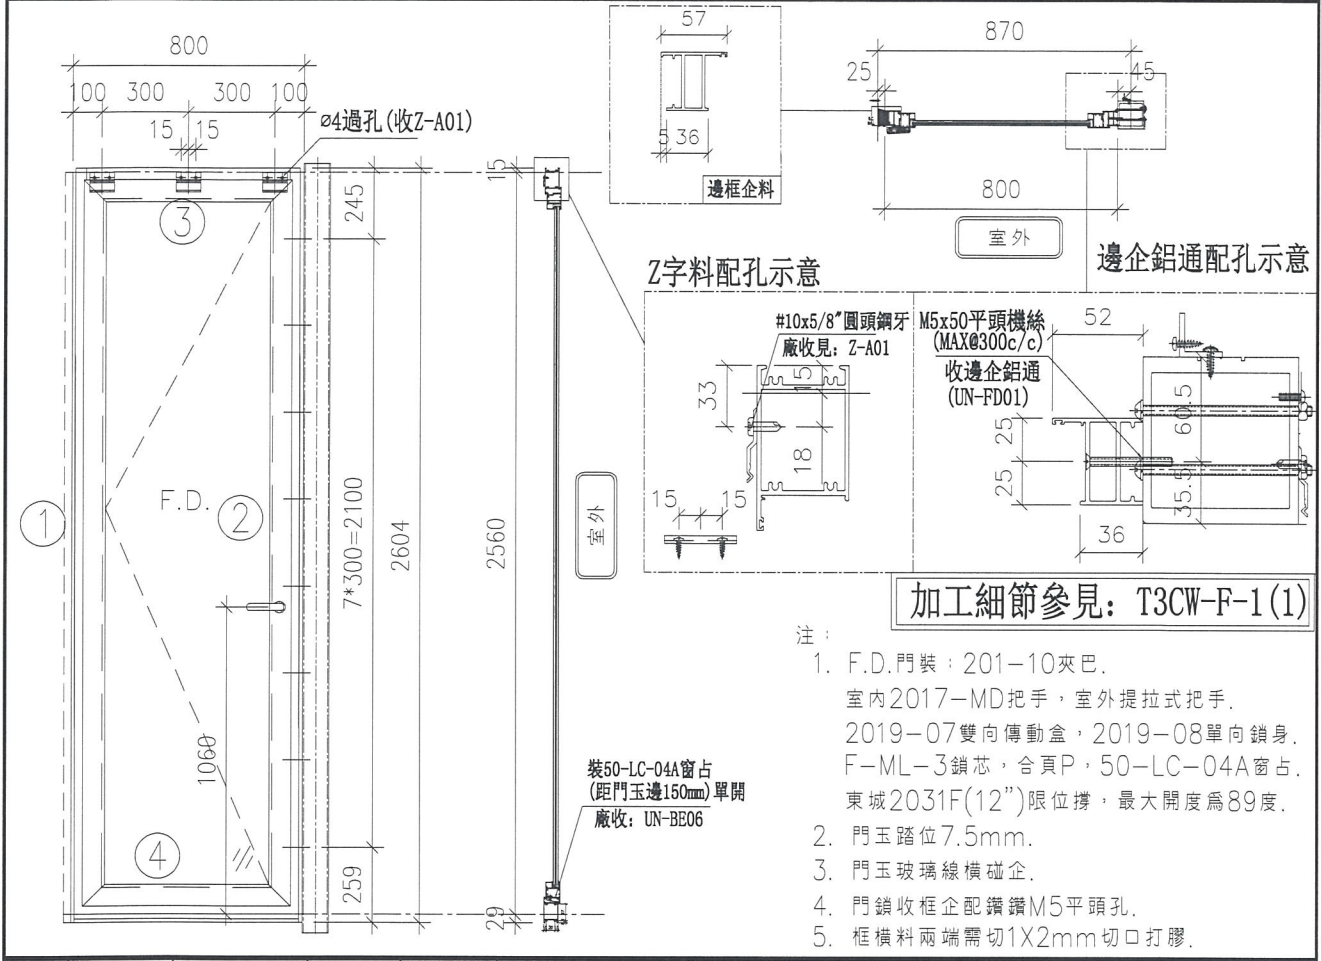 800
100
300
300
100
15
15
ø4過孔(收Z-A01)
245
15
①
②
③
④
F.D.
7*300=2100
2604
2560
1060
259
29
室外
裝50-LC-04A窗占
(距門玉邊150mm)單開
廠收: UN-BE06
57
5
36
邊框企料
870
25
45
800
室外
Z字料配孔示意
邊企鋁通配孔示意
#10x5/8"圓頭鋼牙
廠收見: Z-A01
33
15
18
15
15
M5x50平頭機絲
(MAX@300c/c)
收邊企鋁通
(UN-FD01)
52
60.5
25
25
35.5
36
加工細節參見: T3CW-F-1(1)
注:
1. F.D.門裝：201-10夾巴.
室內2017-MD把手，室外提拉式把手.
2019-07雙向傳動盒，2019-08單向鎖身.
F-ML-3鎖芯，合頁P，50-LC-04A窗占.
東城2031F(12")限位撐，最大開度爲89度.
2. 門玉踏位7.5mm.
3. 門玉玻璃線橫碰企.
4. 門鎖收框企配鑽鑽M5平頭孔.
5. 框橫料兩端需切1X2mm切口打膠.